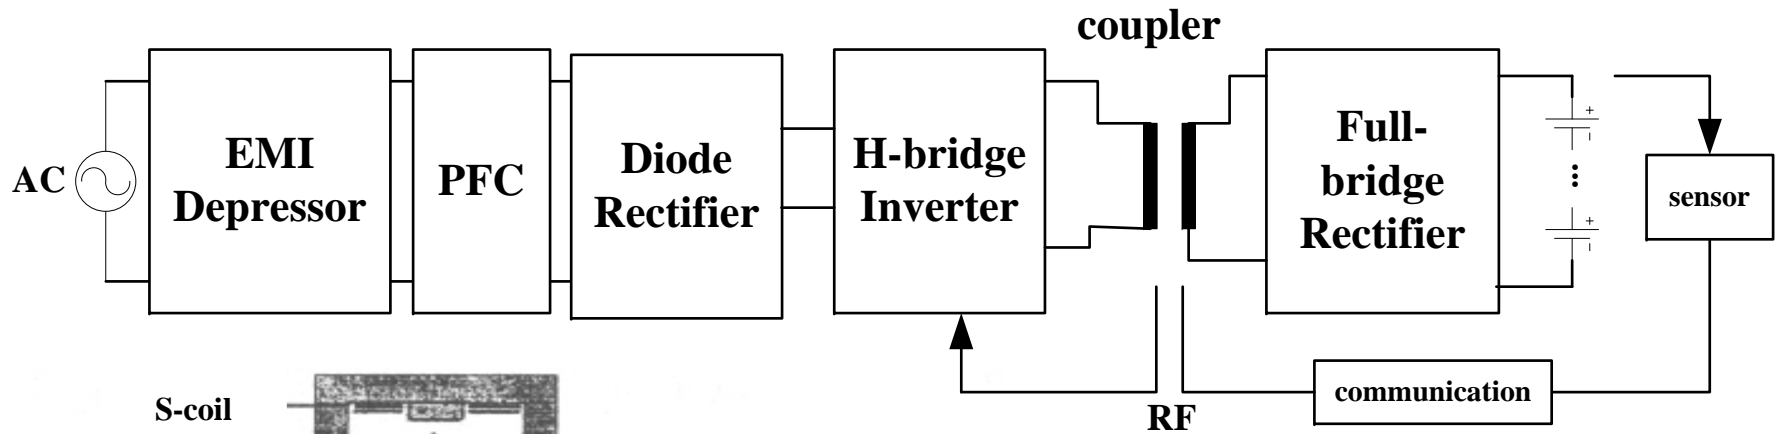 coupler
AC
EMI
Depressor
PFC
Diode
Rectifier
H-bridge
Inverter
Full-
bridge
Rectifier
+
-
...
+
-
sensor
communication
RF
S-coil